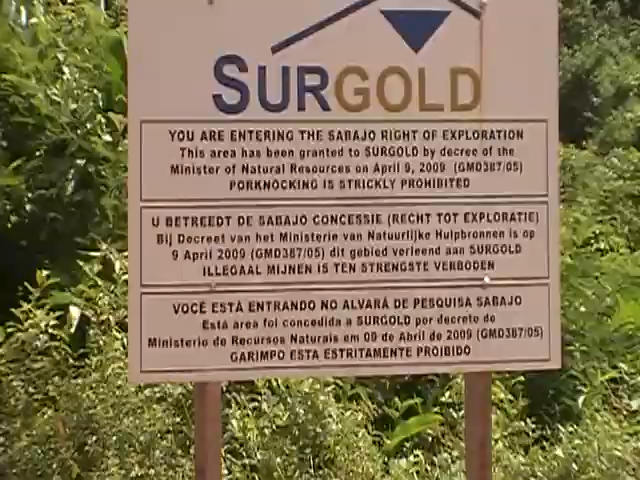 SURGOLD
YOU ARE ENTERING THE SABAJO RIGHT OF EXPLORATION
This area has been granted to SURGOLD by decree of the
Minister of Natural Resources on April 9, 2009 (GMD387/05)
PORKNOCKING IS STRICKLY PROHIBITED
U BETREEDT DE SABAJO CONCESSIE (RECHT TOT EXPLORATIE)
Bij Decreet van het Ministerie van Natuurlijke Hulpbronnen is op
9 April 2009 (GMD387/05) dit gebied verleend aan SURGOLD
ILLEGAAL MIJNEN IS TEN STRENGSTE VERBODEN
VOCÊ ESTÁ ENTRANDO NO ALVARÁ DE PESQUISA SABAJO
Está área foi concedida a SURGOLD por decreto do
Ministerio de Recursos Naturais em 09 de Abril de 2009 (GMD387/05)
GARIMPO ESTA ESTRITAMENTE PROIBIDO